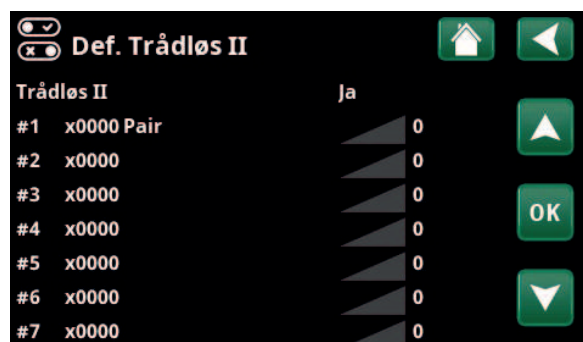 Def. Trådløs II
Trådløs II Ja
#1 x0000 Pair 0
#2 x0000 0
#3 x0000 0
OK
#4 x0000 0
#5 x0000 0
#6 x0000 0
#7 x0000 0